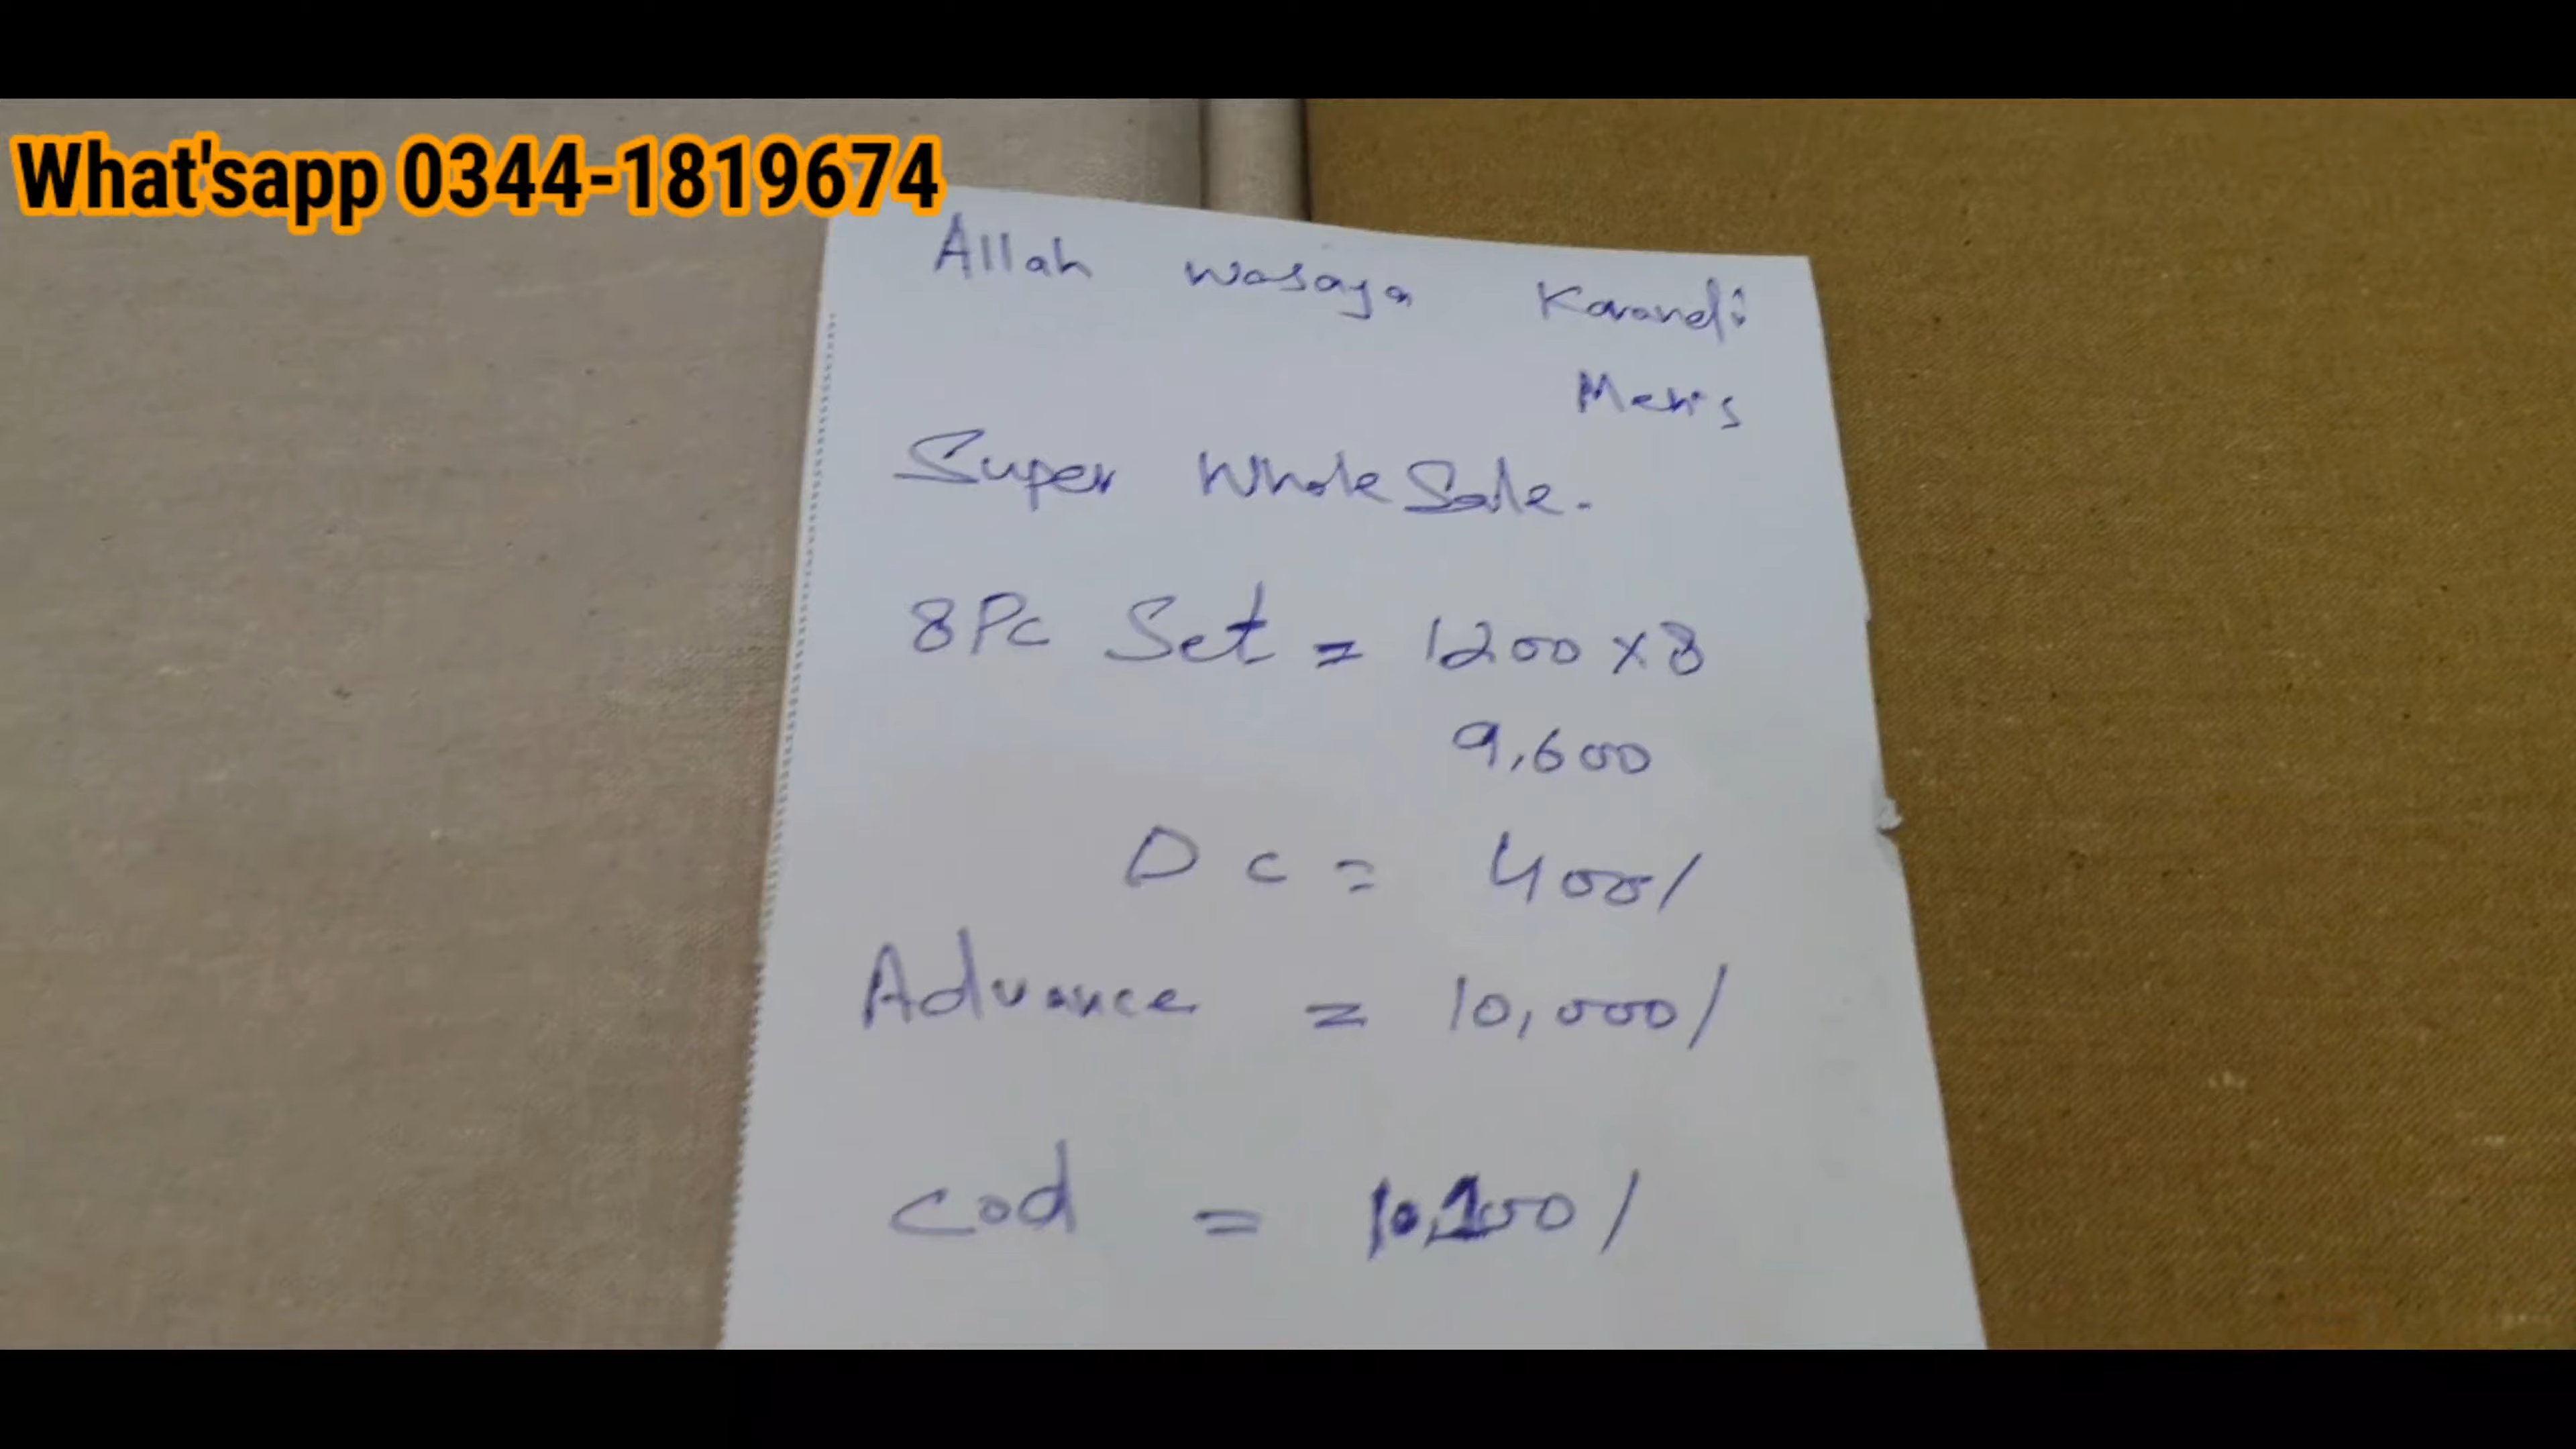 What'sapp 0344-1819674
Allah wasaya Karandi
Men's
Super Whole Sale.
8Pc Set = 1200 x 8
9,600
Dc = 400/
Advance = 10,000/
Cod = 10,200/